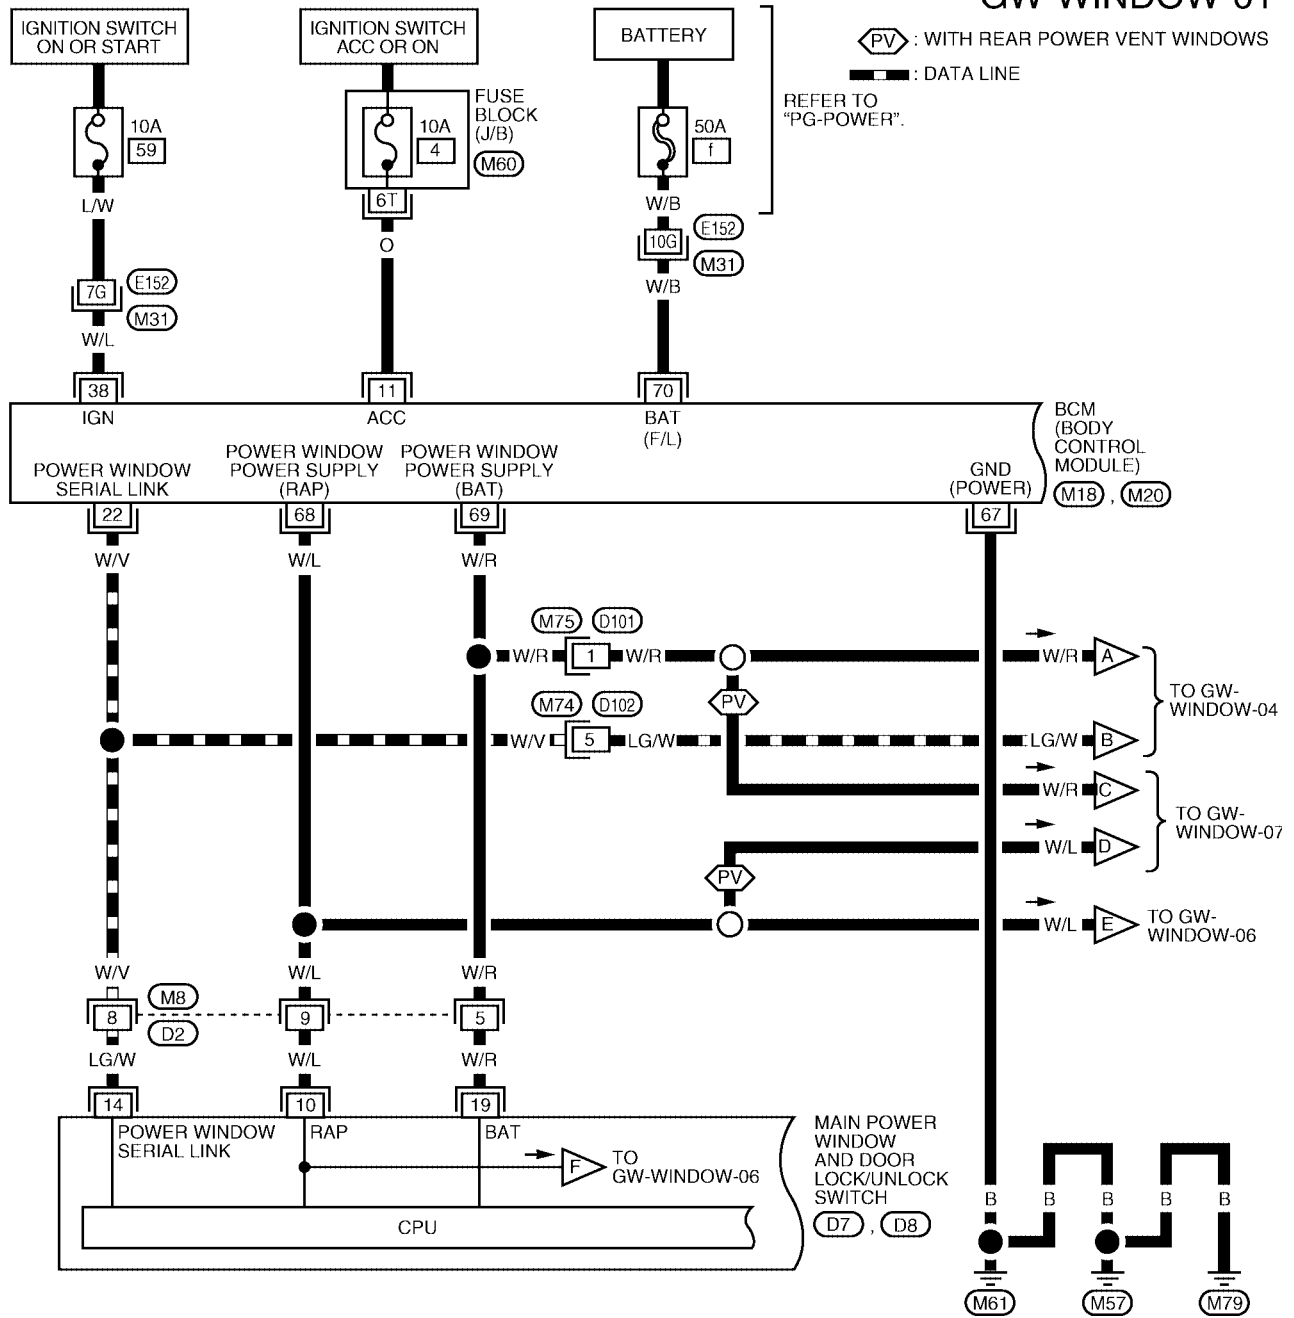 GW-WINDOW-01
IGNITION SWITCH
ON OR START
IGNITION SWITCH
ACC OR ON
BATTERY
PV : WITH REAR POWER VENT WINDOWS
: DATA LINE
REFER TO
“PG-POWER”.
10A
59
FUSE
BLOCK
(J/B)
M60
10A
4
50A
f
L/W
6T
W/B
O
10G
E152
M31
W/B
7G
E152
M31
W/L
38
11
70
IGN
ACC
BAT
(F/L)
BCM
(BODY
CONTROL
MODULE)
M18 , M20
POWER WINDOW
SERIAL LINK
POWER WINDOW
POWER SUPPLY
(RAP)
POWER WINDOW
POWER SUPPLY
(BAT)
GND
(POWER)
22
68
69
67
W/V
W/L
W/R
M75 D101
W/R 1 W/R
W/R A
PV
M74 D102
W/V 5 LG/W
LG/W B
TO GW-
WINDOW-04
W/R C
W/L D
TO GW-
WINDOW-07
PV
W/L E
TO GW-
WINDOW-06
W/V
W/L
W/R
8
M8
D2
9
5
LG/W
W/L
W/R
14
10
19
POWER WINDOW
SERIAL LINK
RAP
BAT
F
TO
GW-WINDOW-06
CPU
MAIN POWER
WINDOW
AND DOOR
LOCK/UNLOCK
SWITCH
D7 , D8
B
B
B
B
B
M61
M57
M79